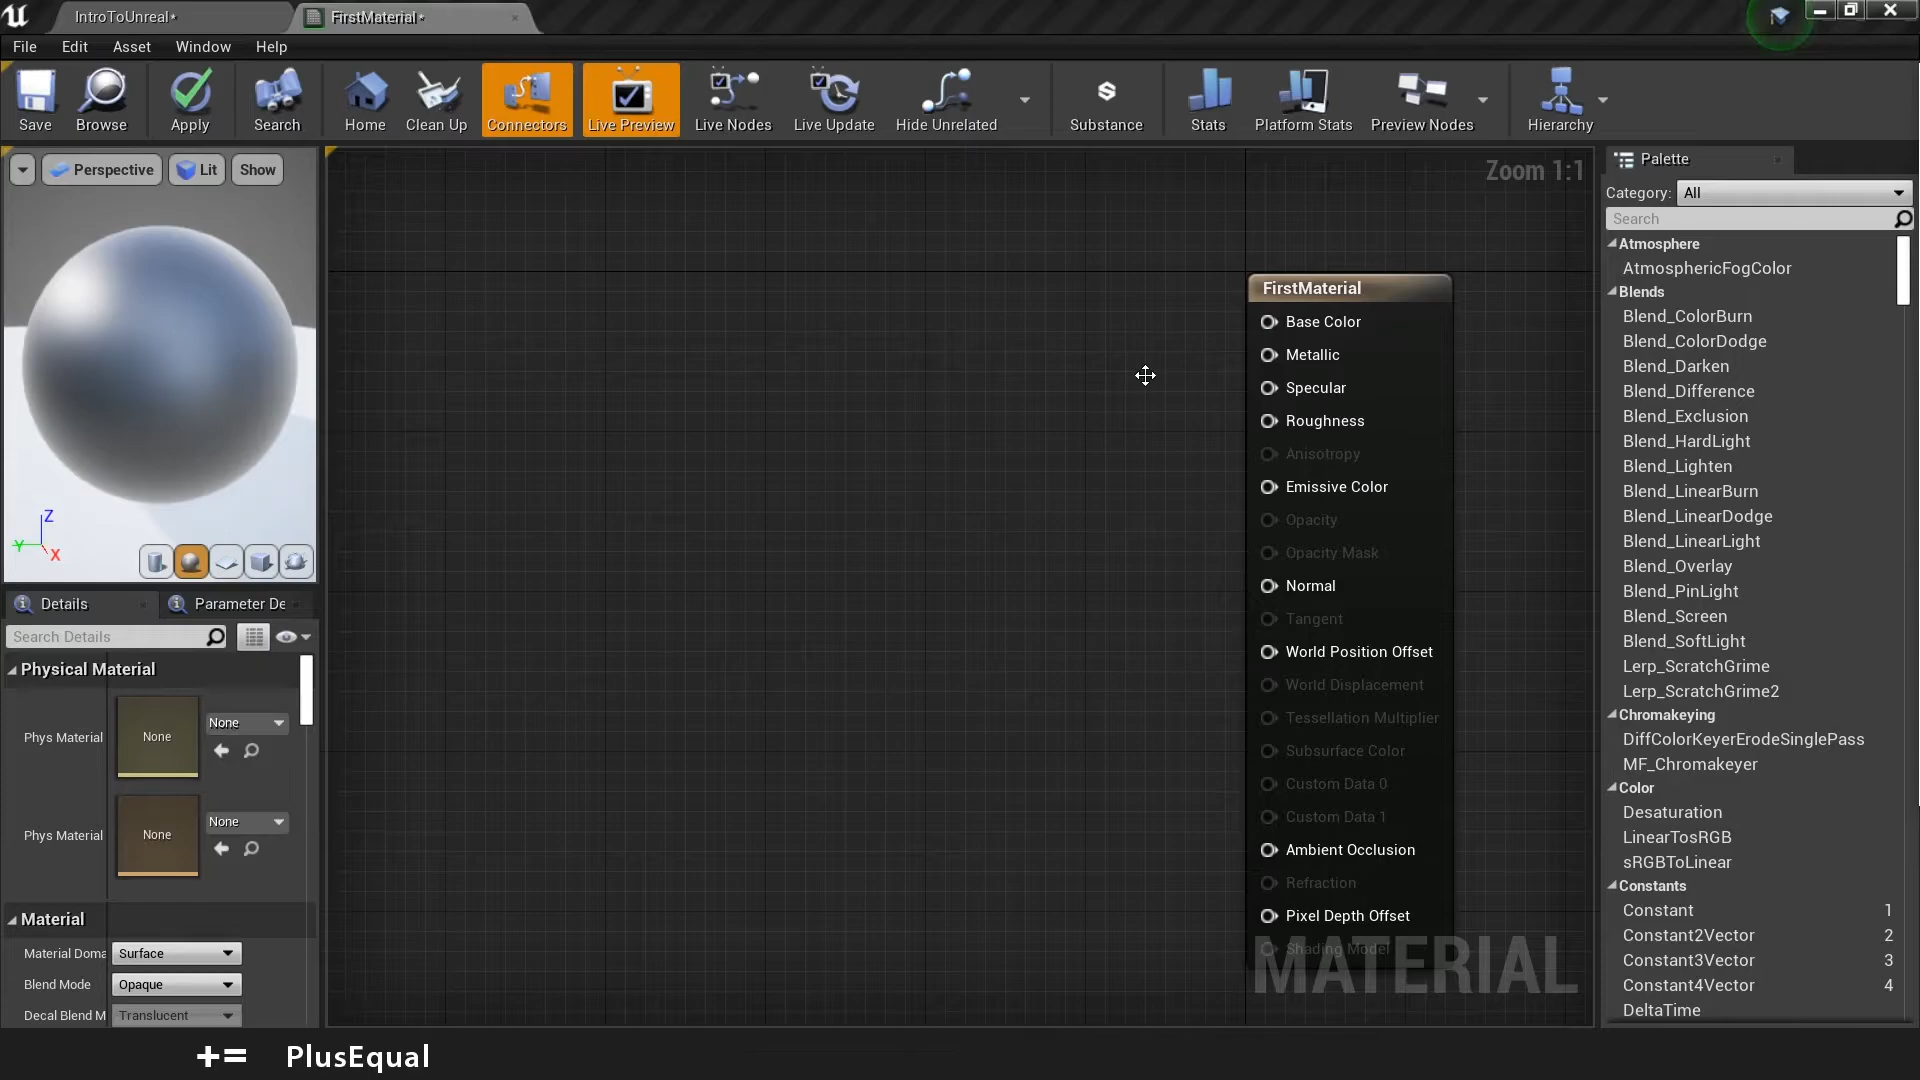 IntroToUnreal*
FirstMaterial*
File Edit Asset Window Help
Save Browse Apply Search Home Clean Up Connectors Live Preview Live Nodes Live Update Hide Unrelated Substance Stats Platform Stats Preview Nodes Hierarchy
Perspective Lit Show
Zoom 1:1
Z
Y
X
Details
Parameter De
Search Details
Physical Material
Phys Material
None
None
Phys Material
None
None
Material
Material Doma
Surface
Blend Mode
Opaque
Decal Blend M
Translucent
FirstMaterial
Base Color
Metallic
Specular
Roughness
Anisotropy
Emissive Color
Opacity
Opacity Mask
Normal
Tangent
World Position Offset
World Displacement
Tessellation Multiplier
Subsurface Color
Custom Data 0
Custom Data 1
Ambient Occlusion
Refraction
Pixel Depth Offset
Shading Model
MATERIAL
Palette
Category: All
Search
Atmosphere
AtmosphericFogColor
Blends
Blend_ColorBurn
Blend_ColorDodge
Blend_Darken
Blend_Difference
Blend_Exclusion
Blend_HardLight
Blend_Lighten
Blend_LinearBurn
Blend_LinearDodge
Blend_LinearLight
Blend_Overlay
Blend_PinLight
Blend_Screen
Blend_SoftLight
Lerp_ScratchGrime
Lerp_ScratchGrime2
Chromakeying
DiffColorKeyerErodeSinglePass
MF_Chromakeyer
Color
Desaturation
LinearTosRGB
sRGBToLinear
Constants
Constant 1
Constant2Vector 2
Constant3Vector 3
Constant4Vector 4
DeltaTime
+= PlusEqual